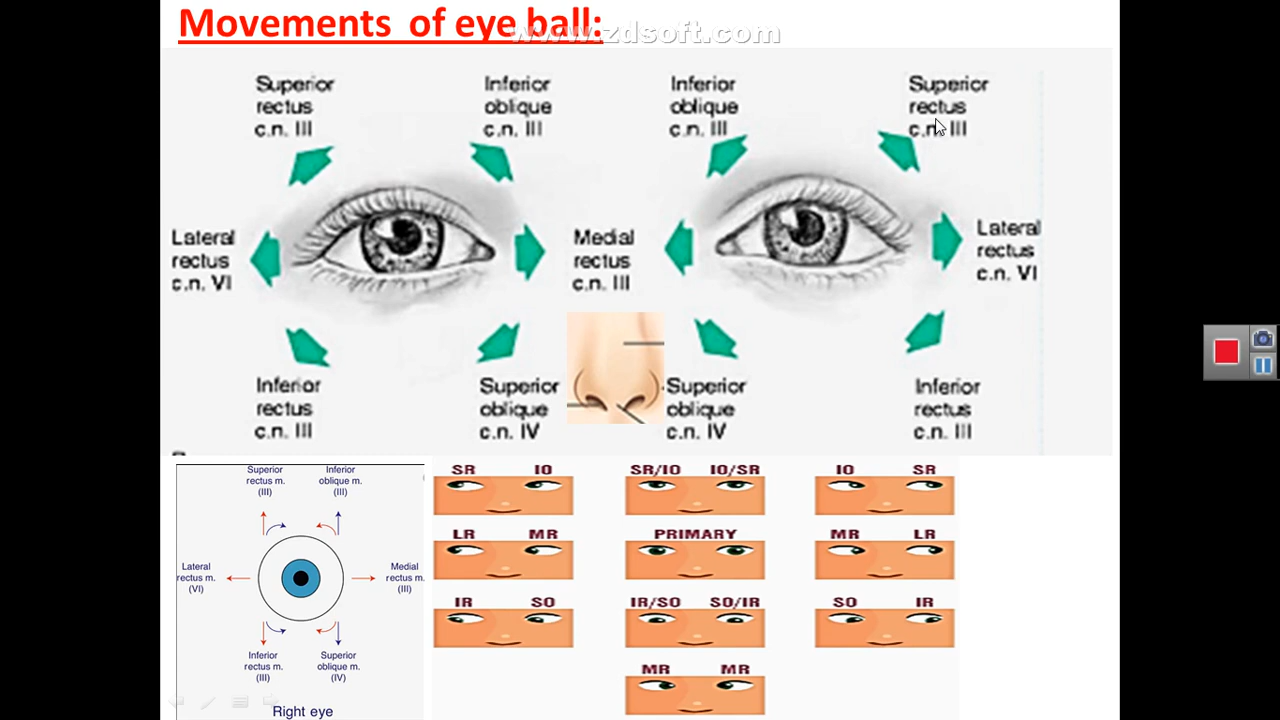 Movements of eye ball:
www.zdsoft.com
Superior
rectus
c.n. III
Inferior
oblique
c.n. III
Inferior
oblique
c.n. III
Superior
rectus
c.n. III
Lateral
rectus
c.n. VI
Medial
rectus
c.n. III
Lateral
rectus
c.n. VI
Inferior
rectus
c.n. III
Superior
oblique
c.n. IV
Superior
oblique
c.n. IV
Inferior
rectus
c.n. III
Superior
rectus m.
(III)
Inferior
oblique m.
(III)
Lateral
rectus m.
(VI)
Medial
rectus m.
(III)
Inferior
rectus m.
(III)
Superior
oblique m.
(IV)
Right eye
SR IO
SR/IO IO/SR
IO SR
LR MR
PRIMARY
MR LR
IR SO
IR/SO SO/IR
SO IR
MR MR